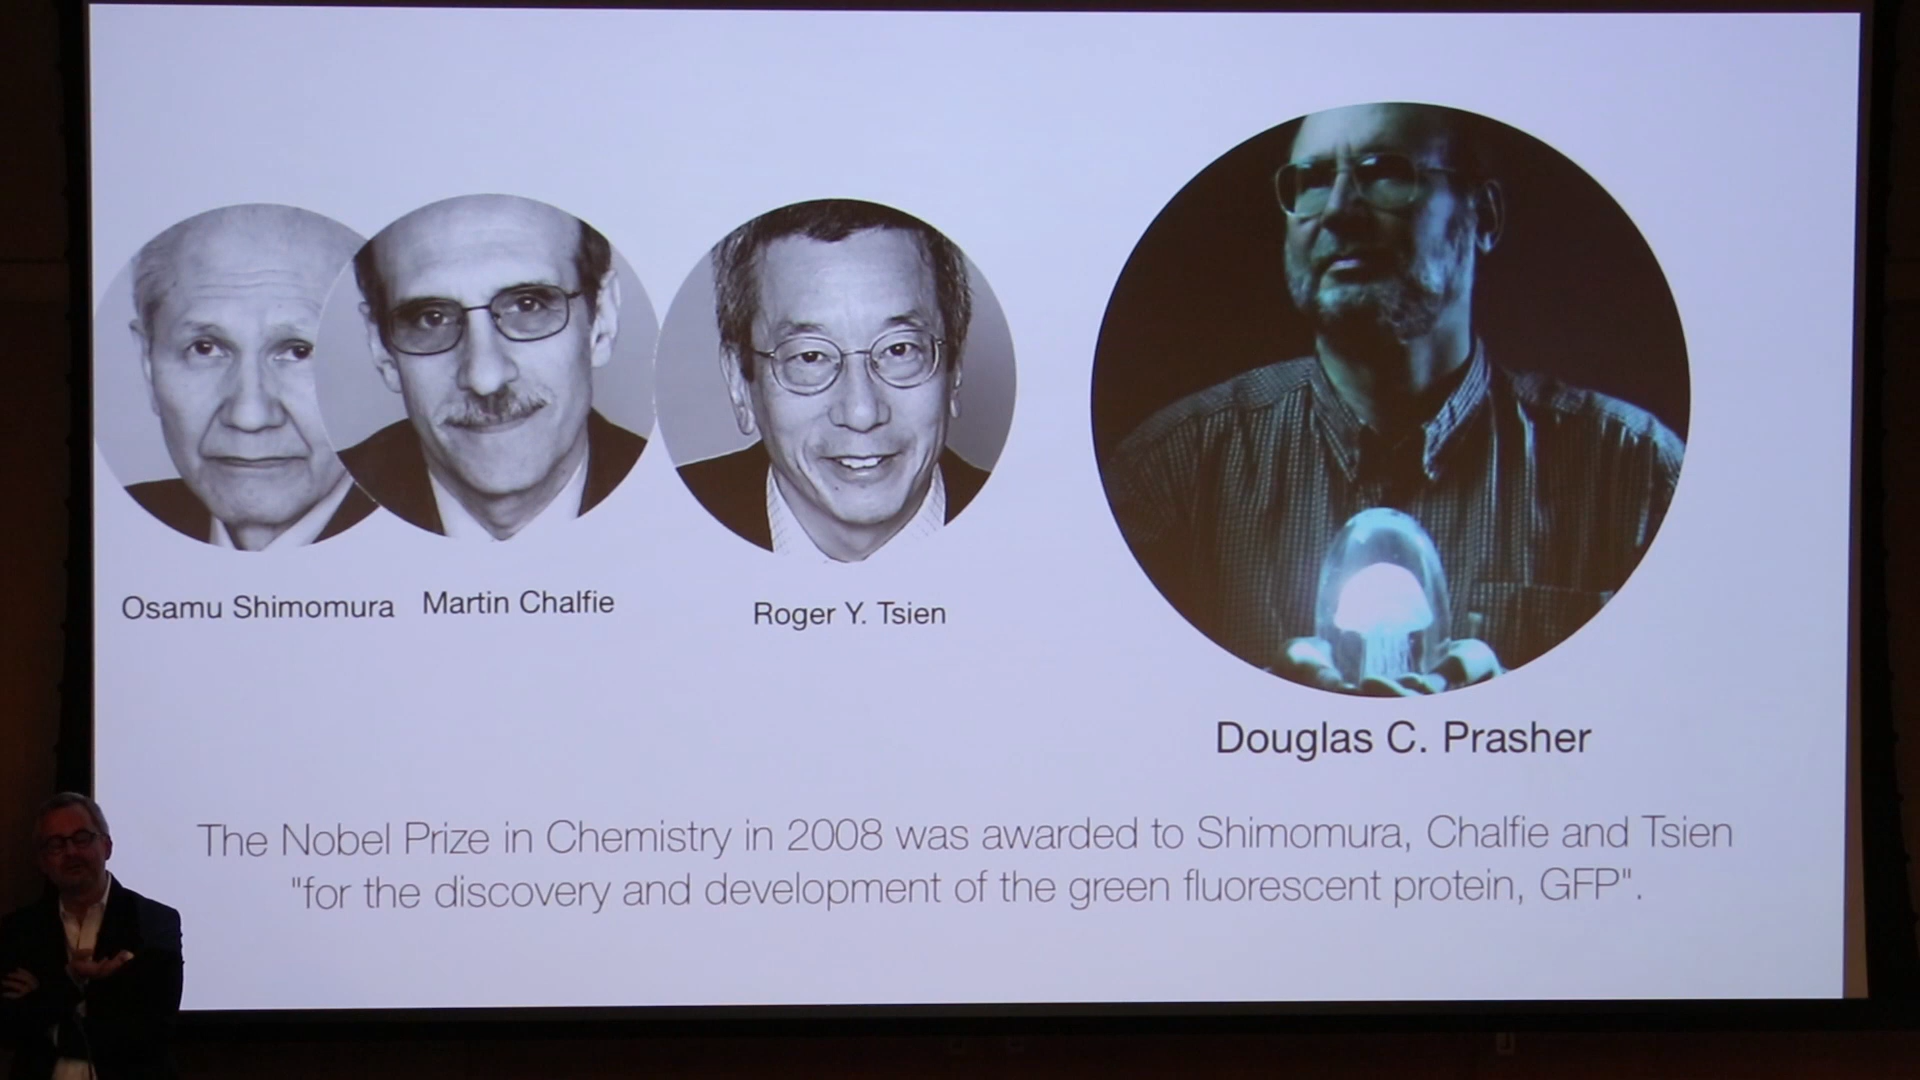 Osamu Shimomura
Martin Chalfie
Roger Y. Tsien
Douglas C. Prasher
The Nobel Prize in Chemistry in 2008 was awarded to Shimomura, Chalfie and Tsien
"for the discovery and development of the green fluorescent protein, GFP".